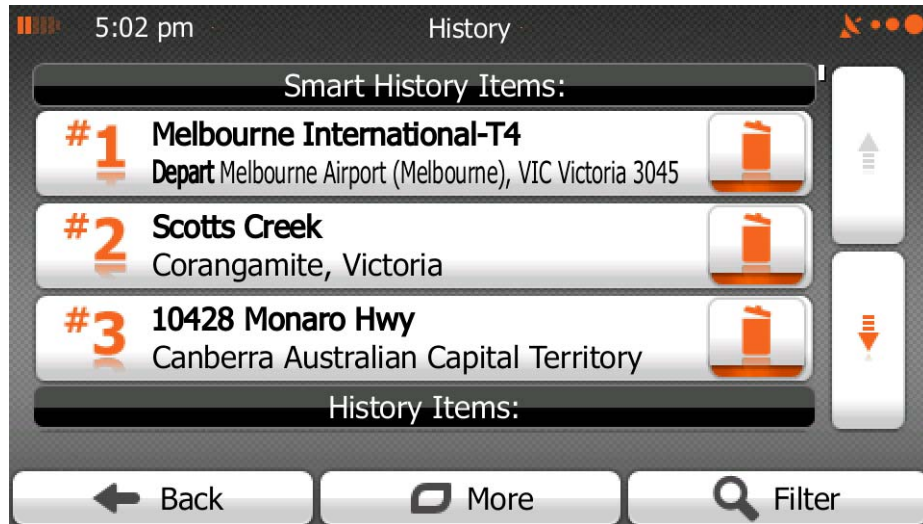 5:02 pm
History
Smart History Items:
#1
Melbourne International-T4
Depart Melbourne Airport (Melbourne), VIC Victoria 3045
#2
Scotts Creek
Corangamite, Victoria
#3
10428 Monaro Hwy
Canberra Australian Capital Territory
History Items:
Back
More
Filter